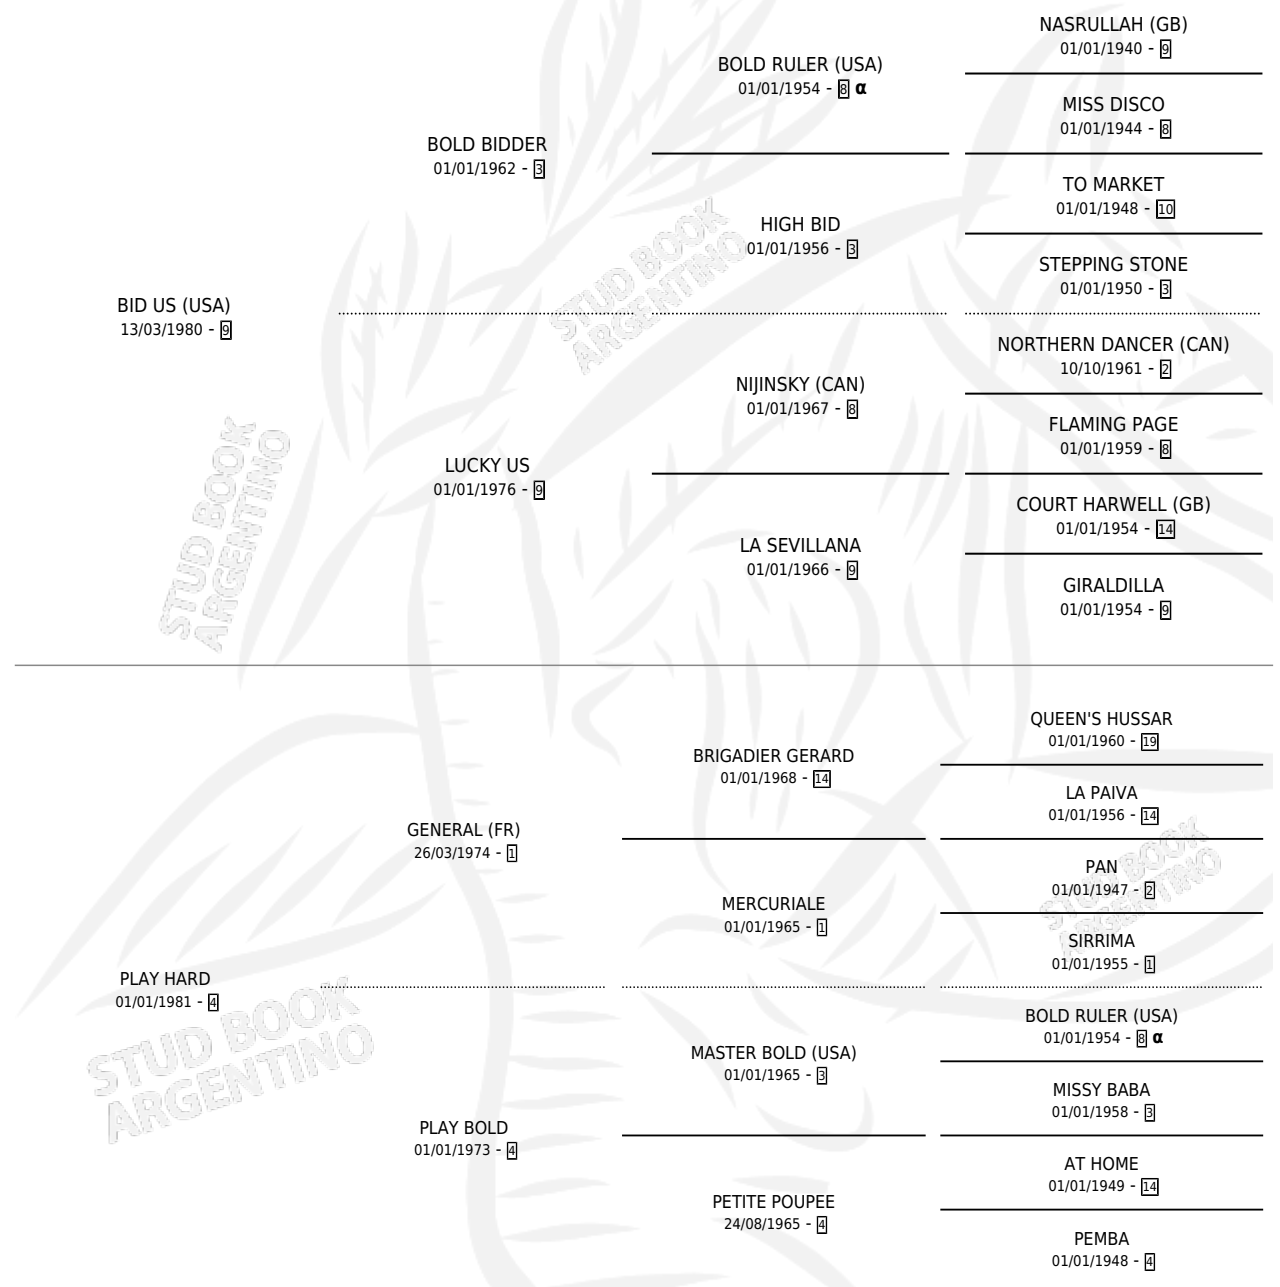 NASRULLAH (GB)
01/01/1940 - 9
BOLD RULER (USA)
01/01/1954 - 8 α
MISS DISCO
01/01/1944 - 8
BOLD BIDDER
01/01/1962 - 3
TO MARKET
01/01/1948 - 10
HIGH BID
01/01/1956 - 3
STEPPING STONE
01/01/1950 - 3
BID US (USA)
13/03/1980 - 9
NORTHERN DANCER (CAN)
10/10/1961 - 2
NIJINSKY (CAN)
01/01/1967 - 8
FLAMING PAGE
01/01/1959 - 8
LUCKY US
01/01/1976 - 9
COURT HARWELL (GB)
01/01/1954 - 14
LA SEVILLANA
01/01/1966 - 9
GIRALDILLA
01/01/1954 - 9
STUD BOOK
ARGENTINO
STUD BOOK
ARGENTINO
QUEEN'S HUSSAR
01/01/1960 - 19
BRIGADIER GERARD
01/01/1968 - 14
LA PAIVA
01/01/1956 - 14
GENERAL (FR)
26/03/1974 - 1
PAN
01/01/1947 - 2
MERCURIALE
01/01/1965 - 1
SIRRIMA
01/01/1955 - 1
PLAY HARD
01/01/1981 - 4
BOLD RULER (USA)
01/01/1954 - 8 α
MASTER BOLD (USA)
01/01/1965 - 3
MISSY BABA
01/01/1958 - 3
PLAY BOLD
01/01/1973 - 4
AT HOME
01/01/1949 - 14
PETITE POUPEE
24/08/1965 - 4
PEMBA
01/01/1948 - 4
STUD BOOK
ARGENTINO
STUD BOOK
ARGENTINO